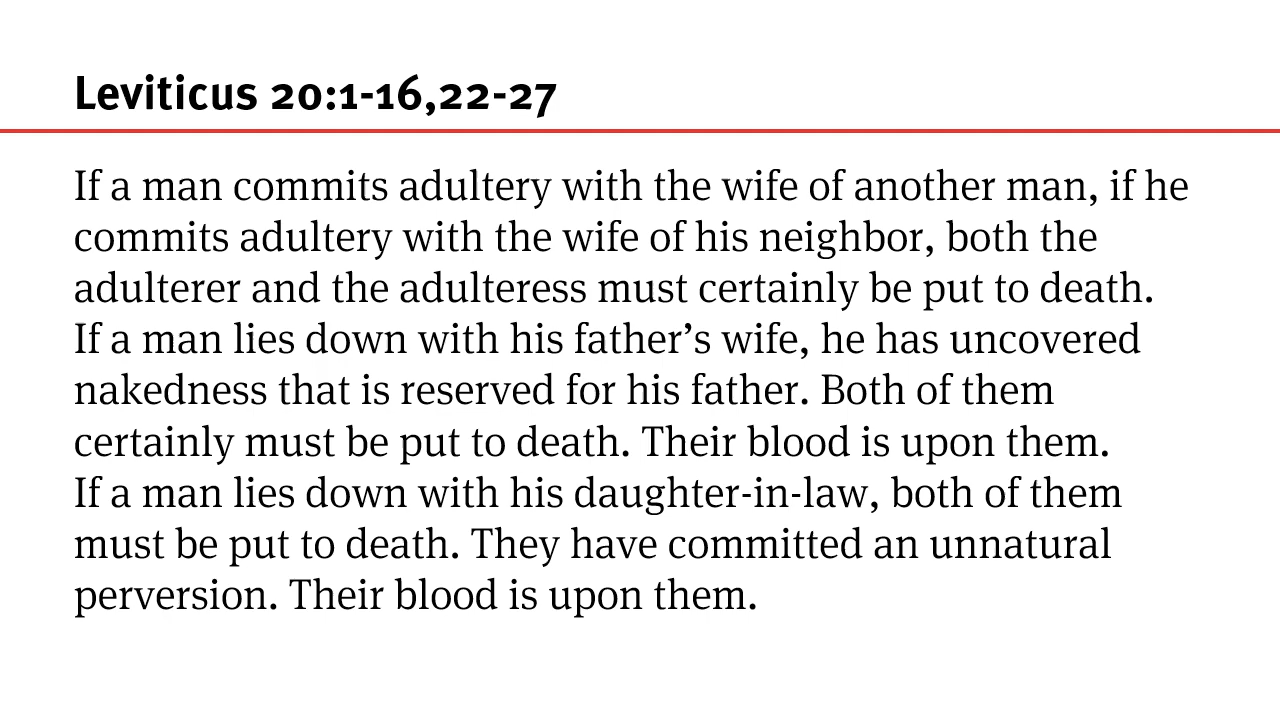 Leviticus 20:1-16,22-27
If a man commits adultery with the wife of another man, if he
commits adultery with the wife of his neighbor, both the
adulterer and the adulteress must certainly be put to death.
If a man lies down with his father’s wife, he has uncovered
nakedness that is reserved for his father. Both of them
certainly must be put to death. Their blood is upon them.
If a man lies down with his daughter-in-law, both of them
must be put to death. They have committed an unnatural
perversion. Their blood is upon them.